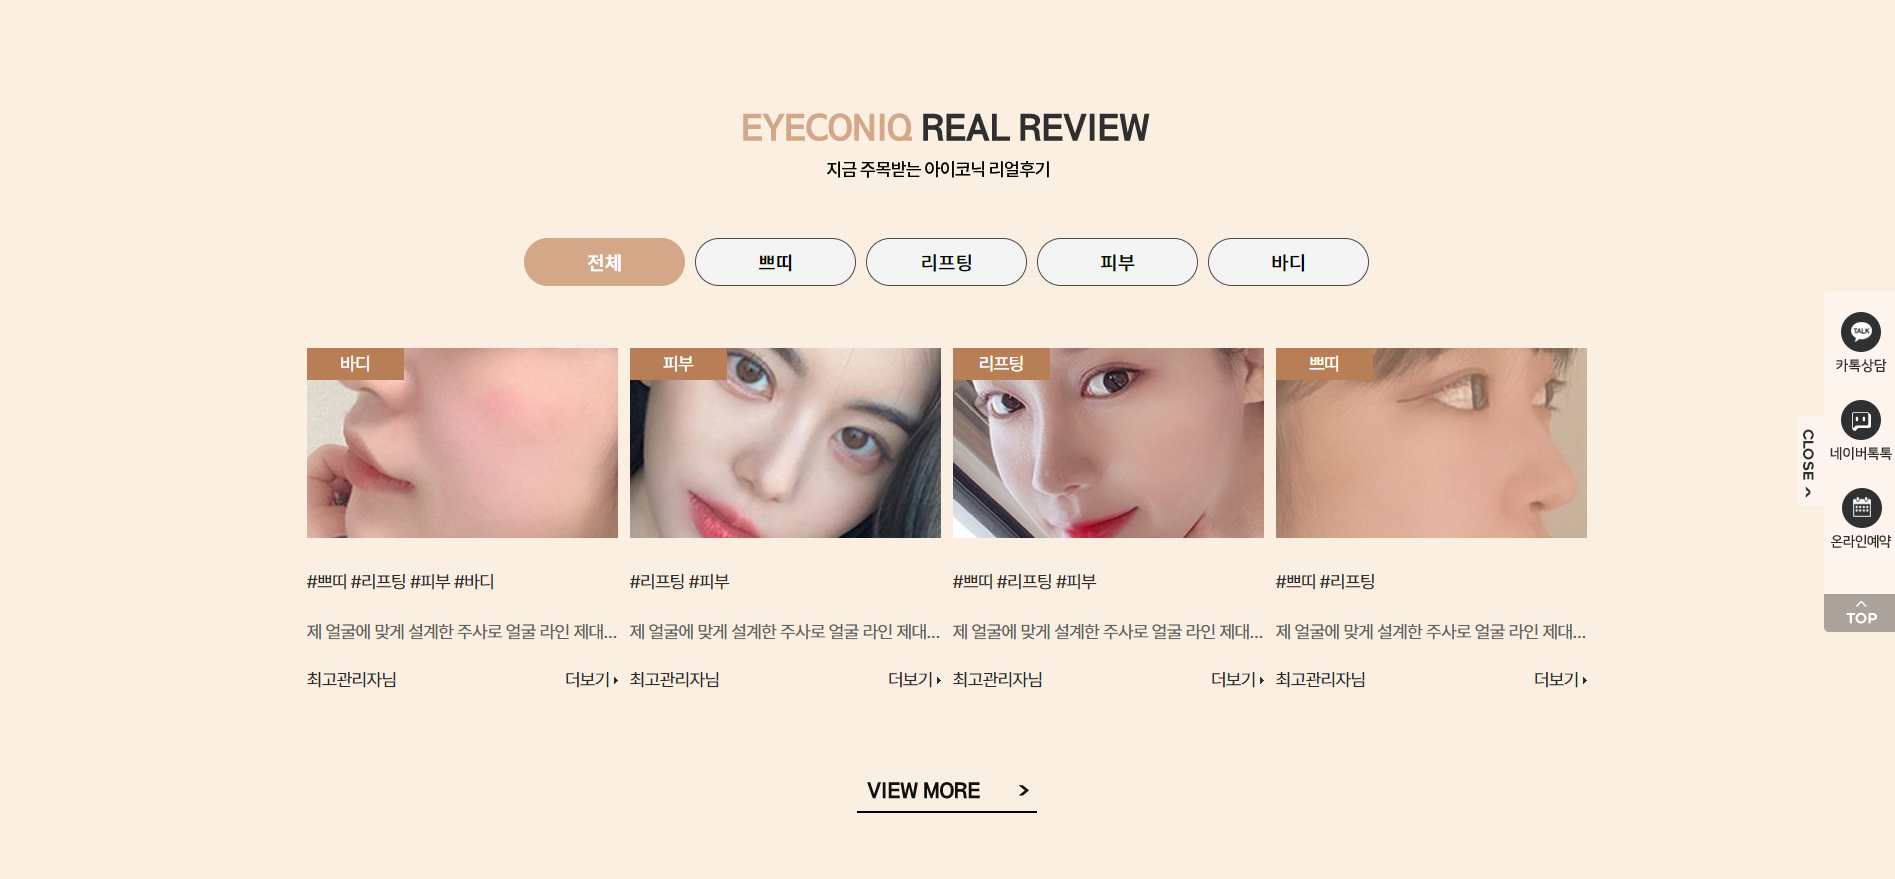 EYECONIQ REAL REVIEW
지금 주목받는 아이코닉 리얼후기
전체
쁘띠
리프팅
피부
바디
바디
피부
리프팅
쁘띠
#쁘띠 #리프팅 #피부 #바디
#리프팅 #피부
#쁘띠 #리프팅 #피부
#쁘띠 #리프팅
제 얼굴에 맞게 설계한 주사로 얼굴 라인 제대...
제 얼굴에 맞게 설계한 주사로 얼굴 라인 제대...
제 얼굴에 맞게 설계한 주사로 얼굴 라인 제대...
제 얼굴에 맞게 설계한 주사로 얼굴 라인 제대...
최고관리자님
더보기
최고관리자님
더보기
최고관리자님
더보기
최고관리자님
더보기
VIEW MORE
CLOSE
TALK
카톡상담
네이버톡톡
온라인예약
TOP